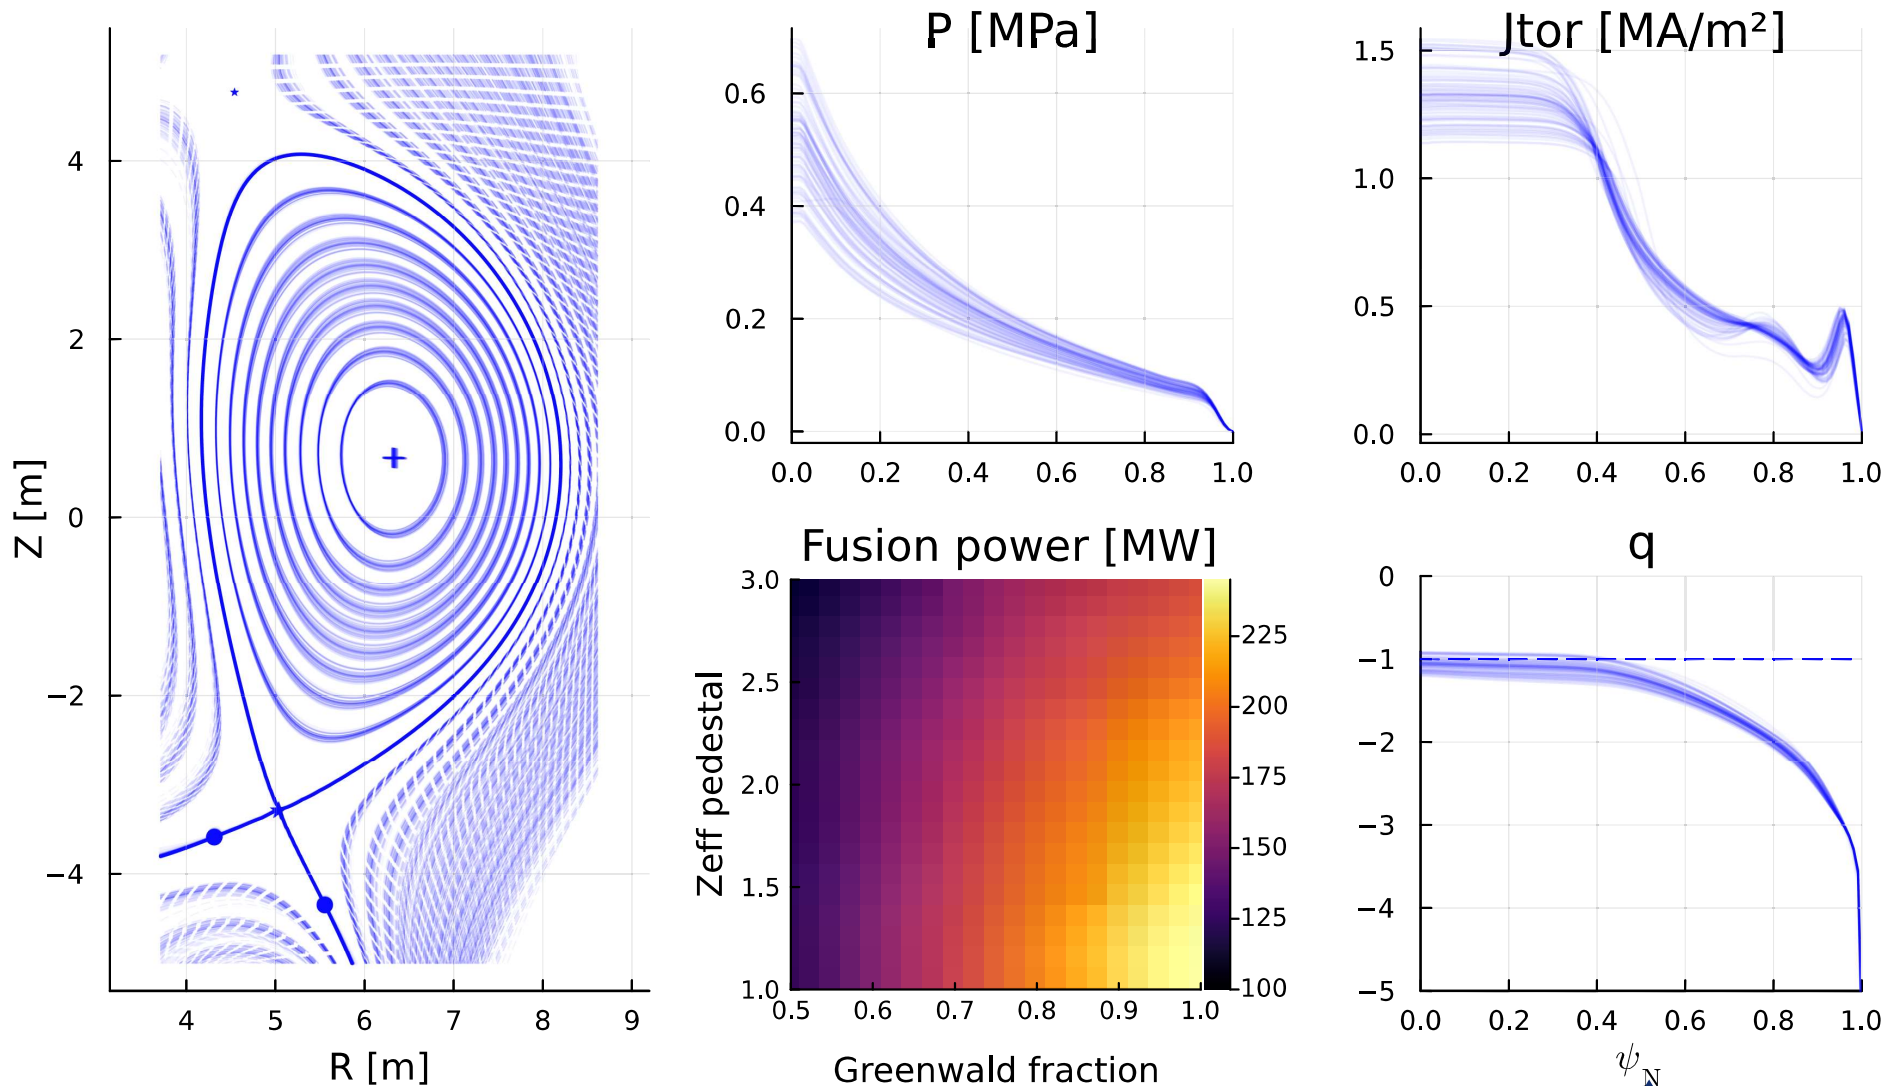 Z [m]
4
2
0
−2
−4
4 5 6 7 8 9
R [m]
P [MPa]
0.6
0.4
0.2
0.0
0.0 0.2 0.4 0.6 0.8 1.0
Jtor [MA/m²]
1.5
1.0
0.5
0.0
0.0 0.2 0.4 0.6 0.8 1.0
Fusion power [MW]
Zeff pedestal
3.0
2.5
2.0
1.5
1.0
0.5 0.6 0.7 0.8 0.9 1.0
Greenwald fraction
225
200
175
150
125
100
q
0
−1
−2
−3
−4
−5
0.0 0.2 0.4 0.6 0.8 1.0
ψN